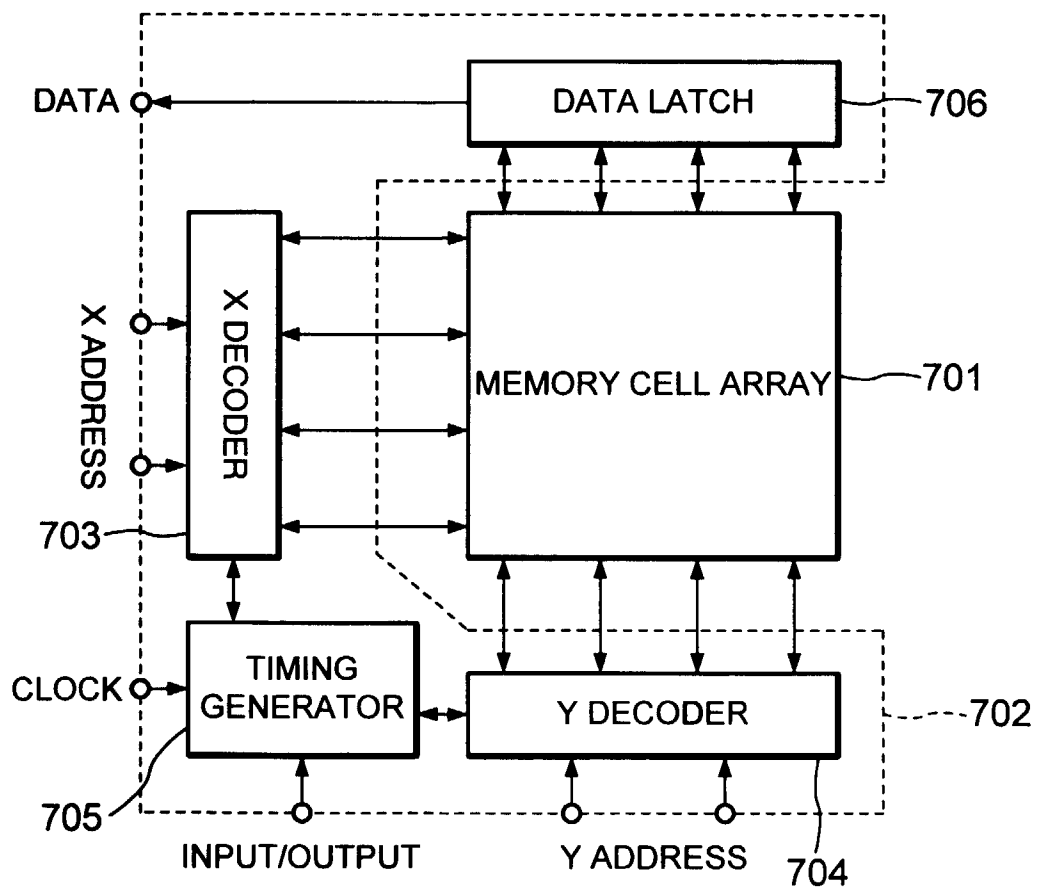 DATA
DATA LATCH
706
X ADDRESS
X DECODER
MEMORY CELL ARRAY
701
703
CLOCK
TIMING
GENERATOR
Y DECODER
702
705
INPUT/OUTPUT
Y ADDRESS
704